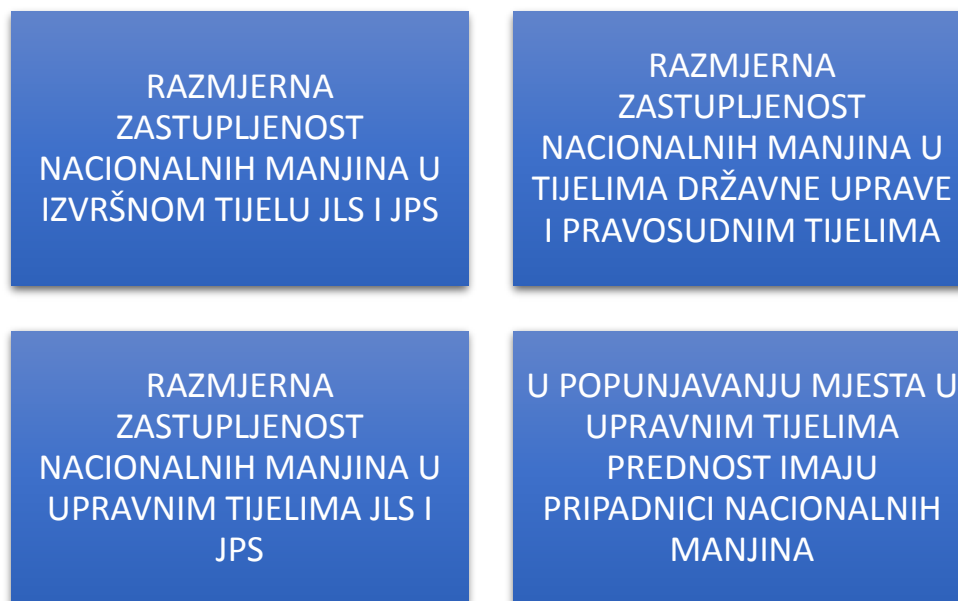 RAZMJERNA
ZASTUPLJENOST
NACIONALNIH MANJINA U
IZVRŠNOM TIJELU JLS I JPS
RAZMJERNA
ZASTUPLJENOST
NACIONALNIH MANJINA U
TIJELIMA DRŽAVNE UPRAVE
I PRAVOSUDNIM TIJELIMA
RAZMJERNA
ZASTUPLJENOST
NACIONALNIH MANJINA U
UPRAVNIM TIJELIMA JLS I
JPS
U POPUNJAVANJU MJESTA U
UPRAVNIM TIJELIMA
PREDNOST IMAJU
PRIPADNICI NACIONALNIH
MANJINA